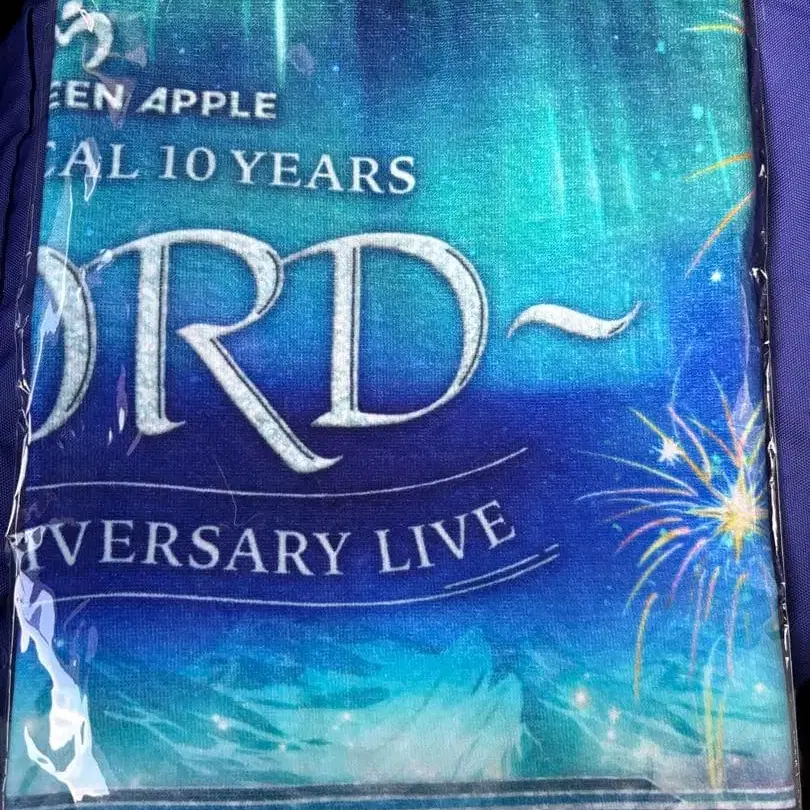 EEN APPLE
CAL 10 YEARS
ORD~
IVERSARY LIVE